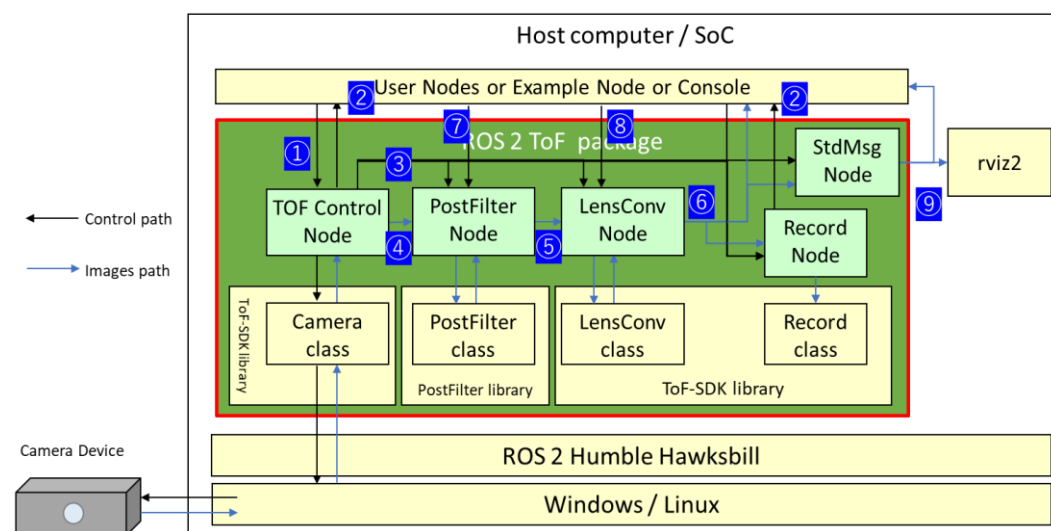 Host computer / SoC
User Nodes or Example Node or Console
② ⑦ ⑧ ②
① ③ ROS 2 ToF package
StdMsg
Node
rviz2
Control path
Images path
TOF Control
Node
④
PostFilter
Node
⑤
LensConv
Node
⑥
Record
Node
⑨
ToF-SDK
library
Camera
class
PostFilter
class
PostFilter library
LensConv
class
Record
class
ToF-SDK library
Camera Device
ROS 2 Humble Hawksbill
Windows / Linux